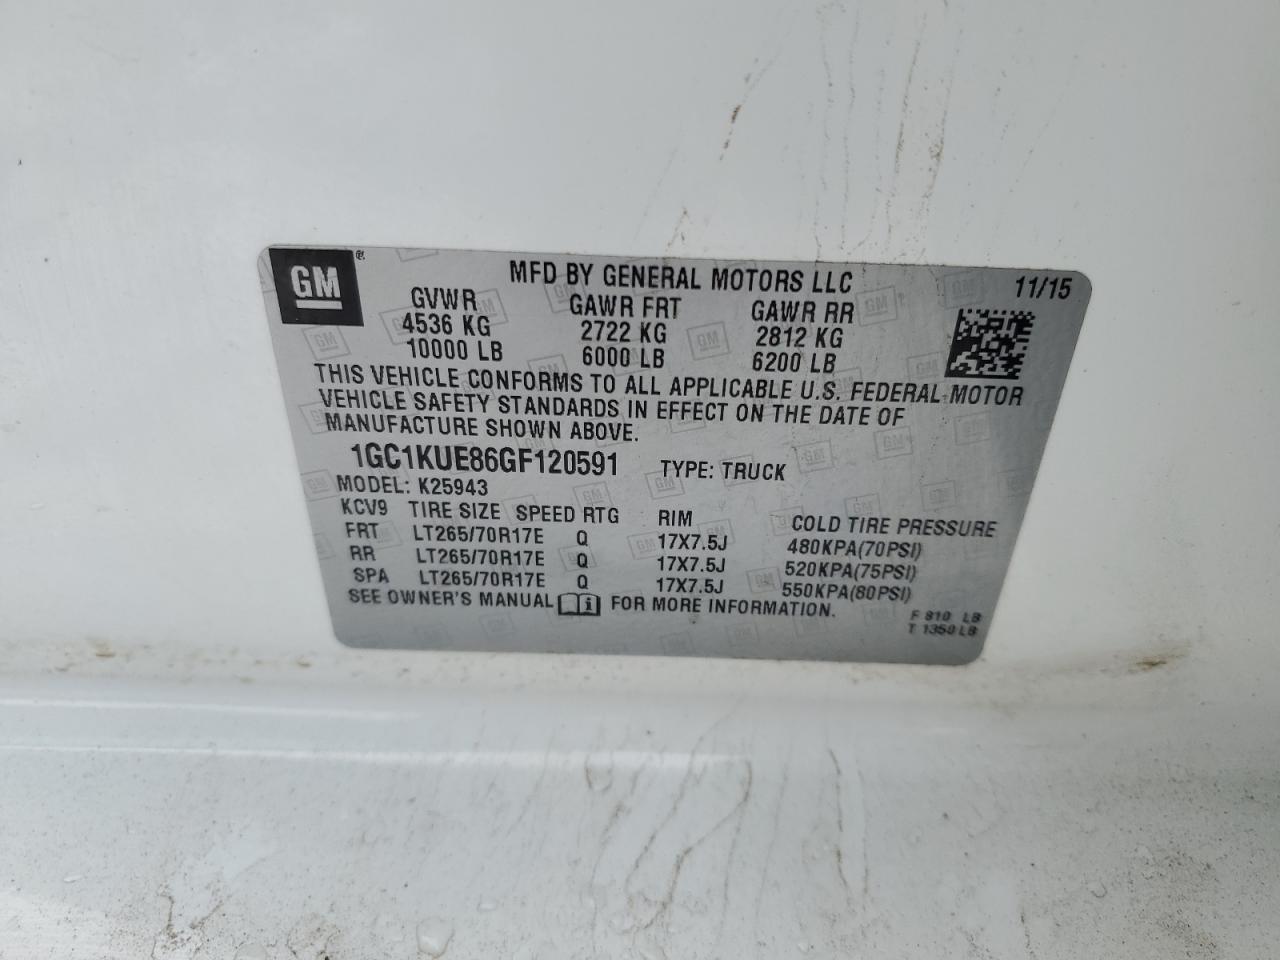 GM ®
MFD BY GENERAL MOTORS LLC 11/15
GVWR GAWR FRT GAWR RR
4536 KG 2722 KG 2812 KG
10000 LB 6000 LB 6200 LB
THIS VEHICLE CONFORMS TO ALL APPLICABLE U.S. FEDERAL MOTOR
VEHICLE SAFETY STANDARDS IN EFFECT ON THE DATE OF
MANUFACTURE SHOWN ABOVE.
1GC1KUE86GF120591 TYPE: TRUCK
MODEL: K25943
KCV9 TIRE SIZE SPEED RTG RIM COLD TIRE PRESSURE
FRT LT265/70R17E Q 17X7.5J 480KPA(70PSI)
RR LT265/70R17E Q 17X7.5J 520KPA(75PSI)
SPA LT265/70R17E Q 17X7.5J 550KPA(80PSI)
SEE OWNER'S MANUAL i FOR MORE INFORMATION.
F 810 LB
T 1350 LB